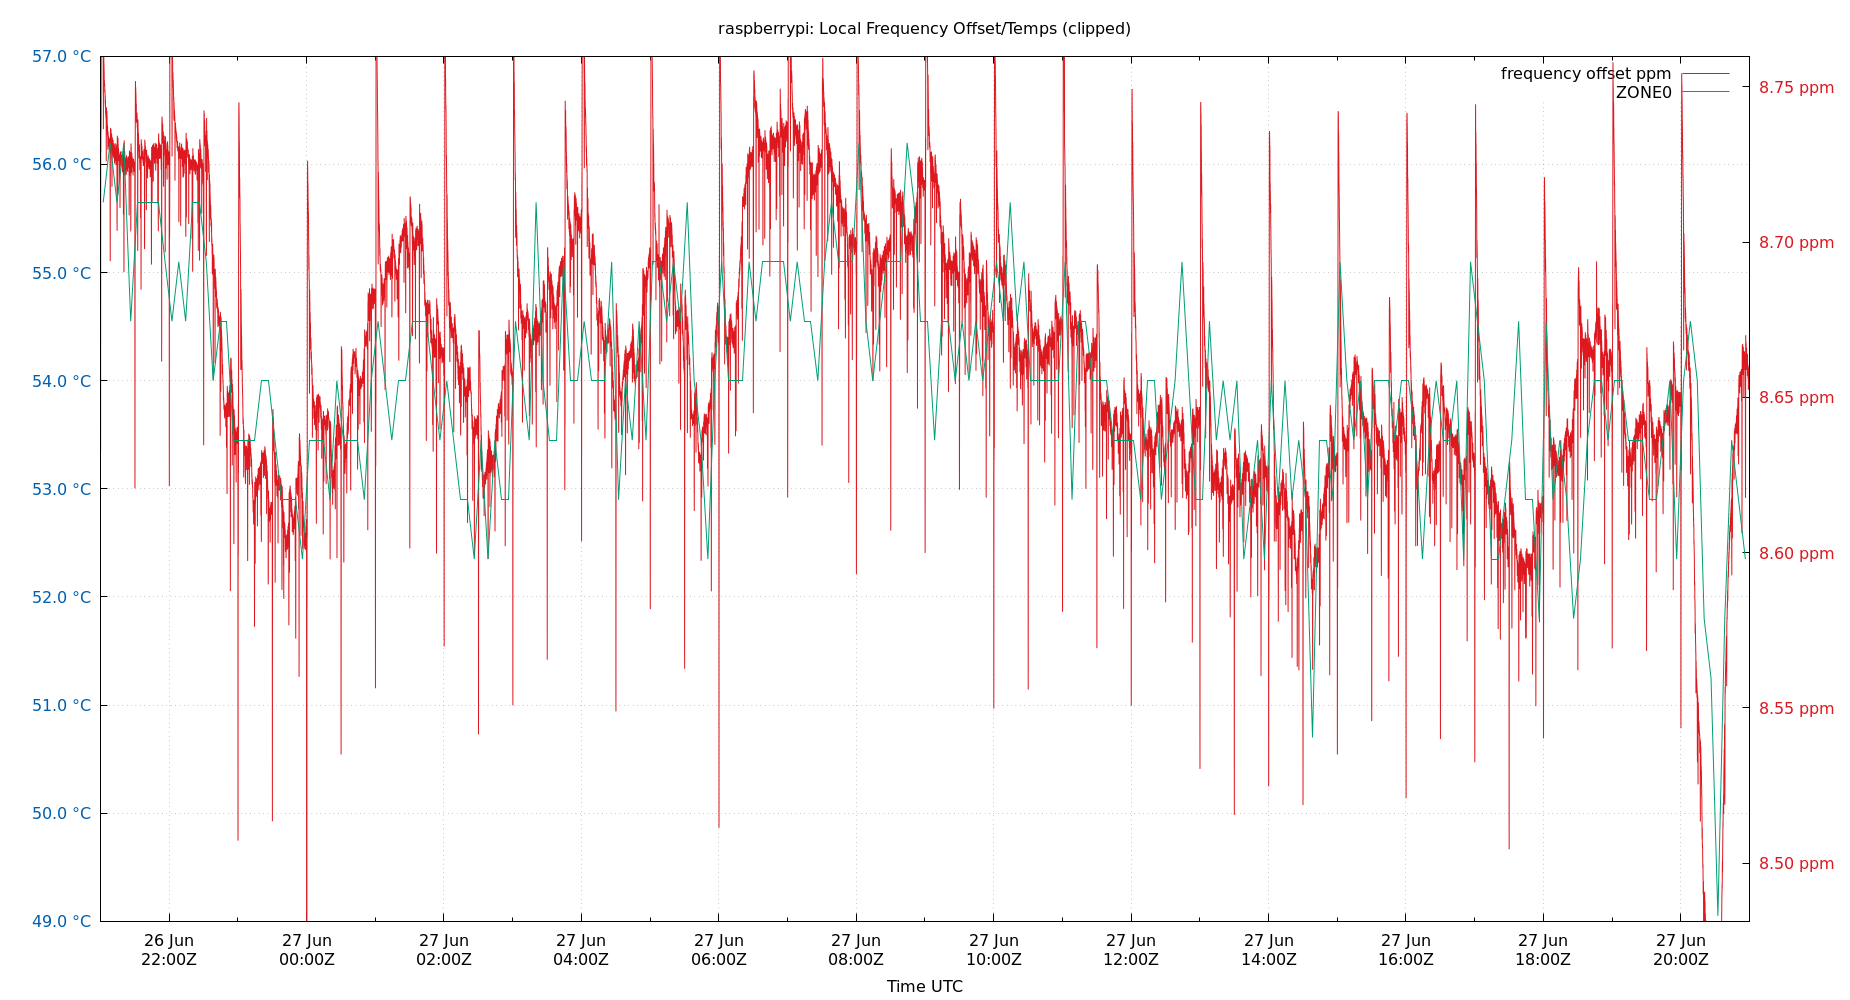 raspberrypi: Local Frequency Offset/Temps (clipped)
57.0 °C
56.0 °C
55.0 °C
54.0 °C
53.0 °C
52.0 °C
51.0 °C
50.0 °C
49.0 °C
frequency offset ppm
ZONE0
8.75 ppm
8.70 ppm
8.65 ppm
8.60 ppm
8.55 ppm
8.50 ppm
26 Jun 27 Jun 27 Jun 27 Jun 27 Jun 27 Jun 27 Jun 27 Jun 27 Jun 27 Jun 27 Jun 27 Jun
22:00Z 00:00Z 02:00Z 04:00Z 06:00Z 08:00Z 10:00Z 12:00Z 14:00Z 16:00Z 18:00Z 20:00Z
Time UTC